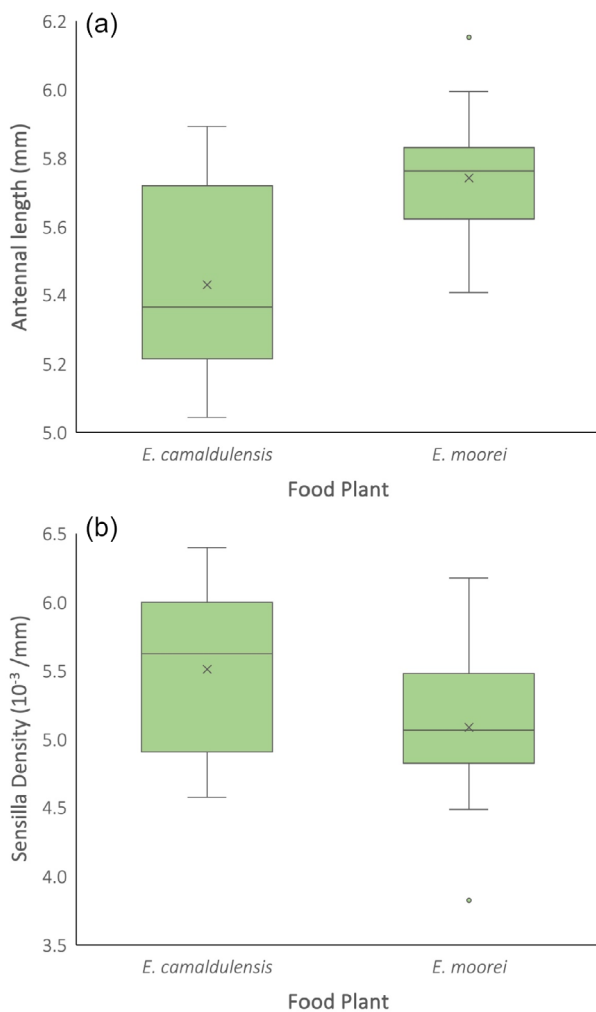 (a)
Antennal length (mm)
6.2
6.0
5.8
5.6
5.4
5.2
5.0
E. camaldulensis
E. moorei
Food Plant
(b)
Sensilla Density (10⁻³ /mm)
6.5
6.0
5.5
5.0
4.5
4.0
3.5
E. camaldulensis
E. moorei
Food Plant